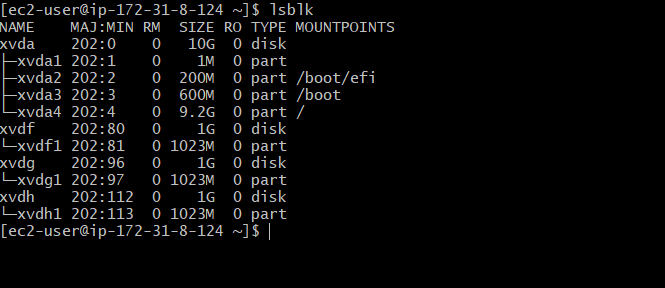 [ec2-user@ip-172-31-8-124 ~]$ lsblk
NAME    MAJ:MIN RM  SIZE RO TYPE MOUNTPOINTS
xvda    202:0    0   10G  0 disk
├─xvda1 202:1    0    1M  0 part
├─xvda2 202:2    0  200M  0 part /boot/efi
├─xvda3 202:3    0  600M  0 part /boot
└─xvda4 202:4    0  9.2G  0 part /
xvdf    202:80   0    1G  0 disk
└─xvdf1 202:81   0 1023M  0 part
xvdg    202:96   0    1G  0 disk
└─xvdg1 202:97   0 1023M  0 part
xvdh    202:112  0    1G  0 disk
└─xvdh1 202:113  0 1023M  0 part
[ec2-user@ip-172-31-8-124 ~]$